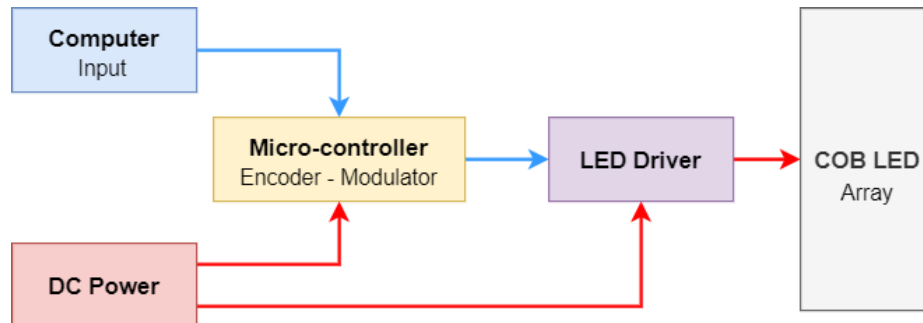 Computer
Input
Micro-controller
Encoder - Modulator
LED Driver
COB LED
Array
DC Power